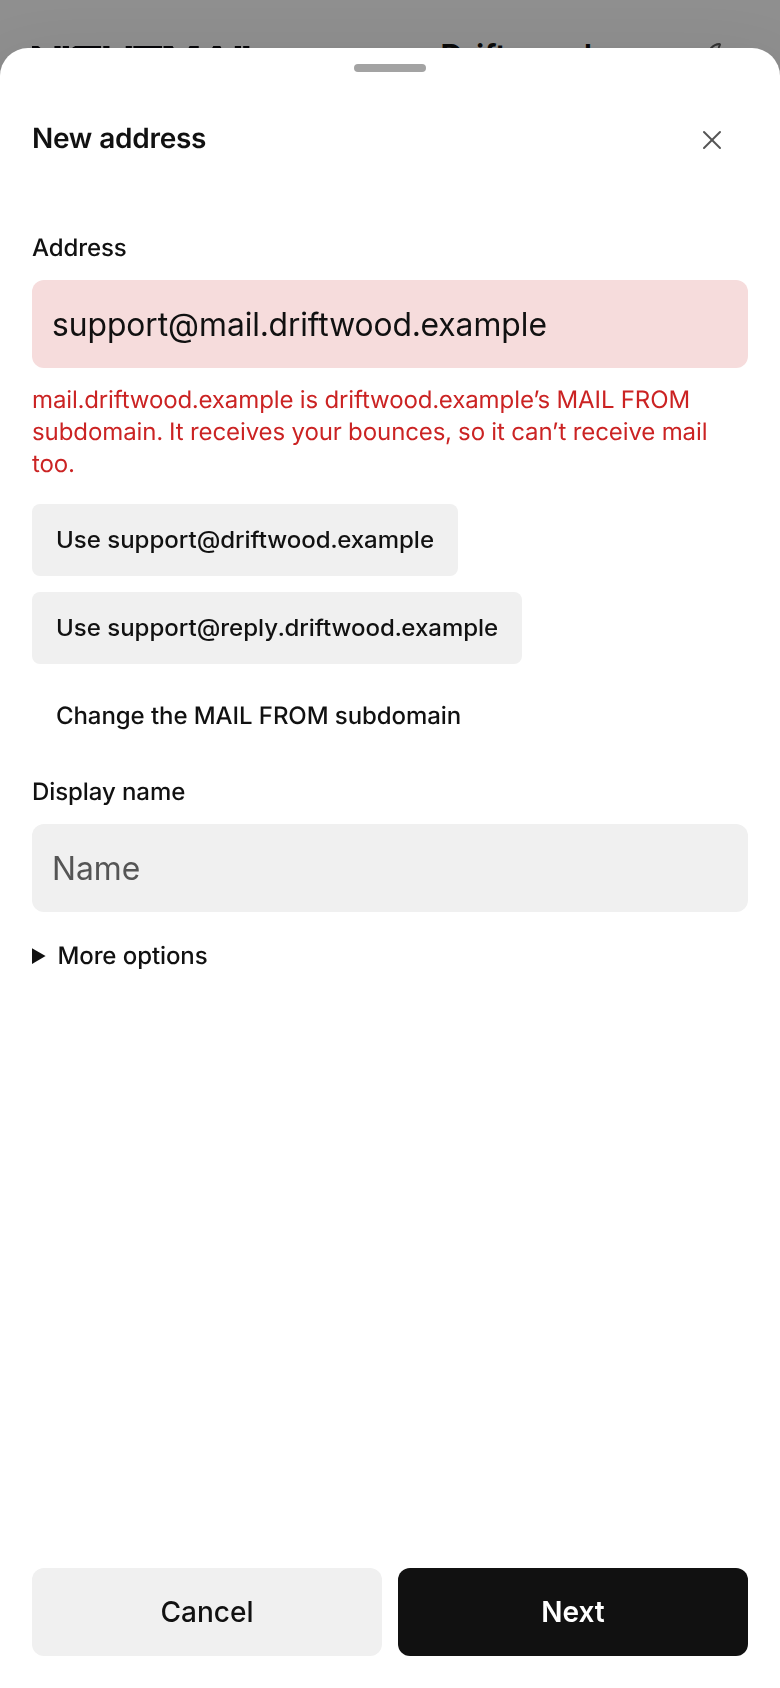 New address
Address
support@mail.driftwood.example
mail.driftwood.example is driftwood.example’s MAIL FROM
subdomain. It receives your bounces, so it can’t receive mail
too.
Use support@driftwood.example
Use support@reply.driftwood.example
Change the MAIL FROM subdomain
Display name
Name
More options
Cancel
Next